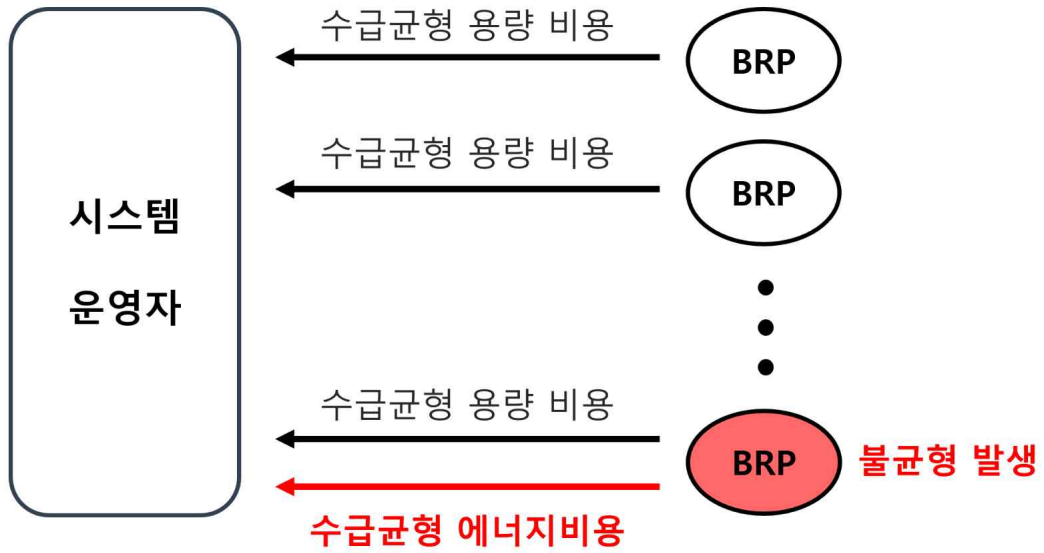 수급균형 용량 비용
BRP
수급균형 용량 비용
BRP
시스템
운영자
수급균형 용량 비용
BRP
불균형 발생
수급균형 에너지비용